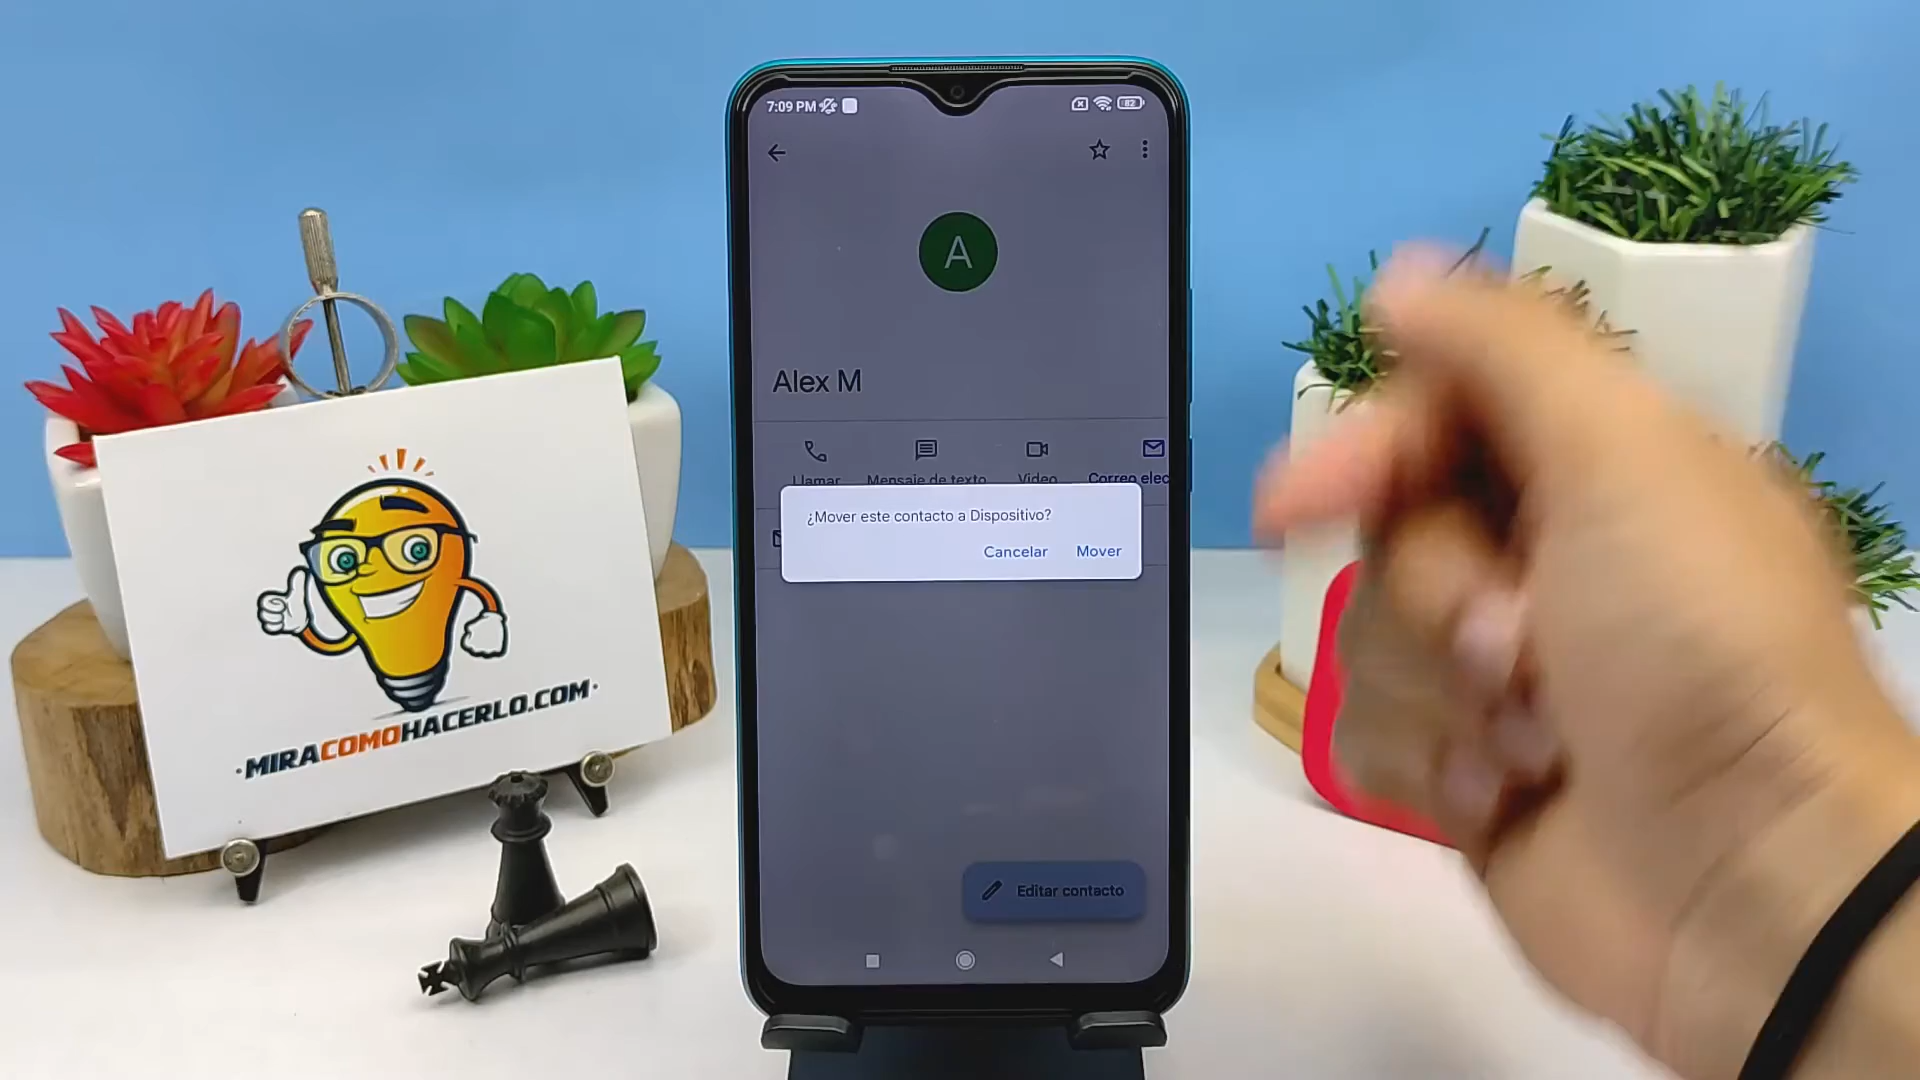 7:09 PM
82
A
Alex M
Llamar
Mensaje de texto
Video
Correo elec
¿Mover este contacto a Dispositivo?
Cancelar
Mover
Editar contacto
·MIRACOMOHACERLO.COM·